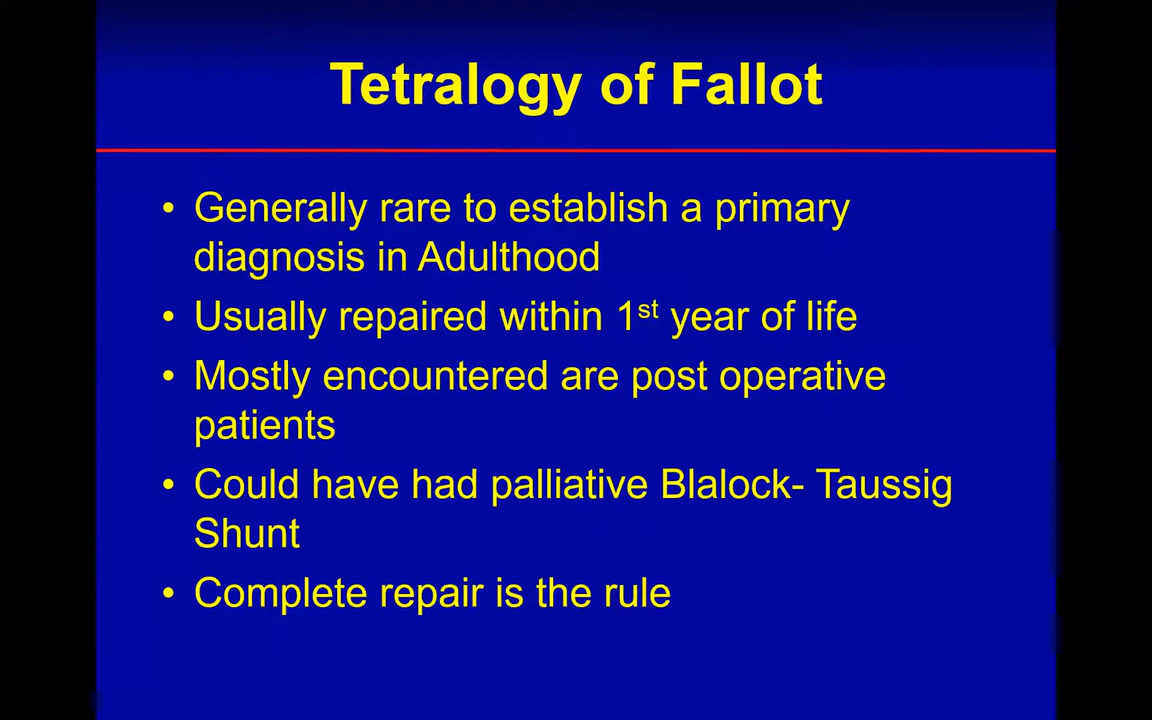 Tetralogy of Fallot
• Generally rare to establish a primary
diagnosis in Adulthood
• Usually repaired within 1st year of life
• Mostly encountered are post operative
patients
• Could have had palliative Blalock- Taussig
Shunt
• Complete repair is the rule